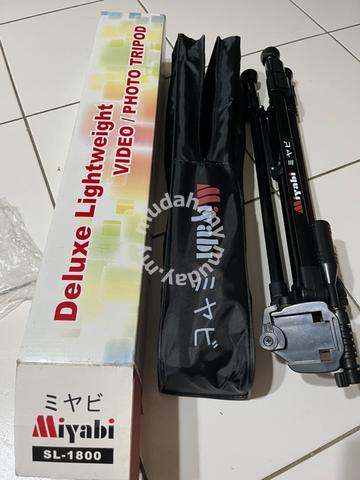 Deluxe Lightweight
VIDEO / PHOTO TRIPOD
ミヤビ
Miyabi
SL-1800
Miyabi ミヤビ
Miyabi ミヤビ
mudah.my